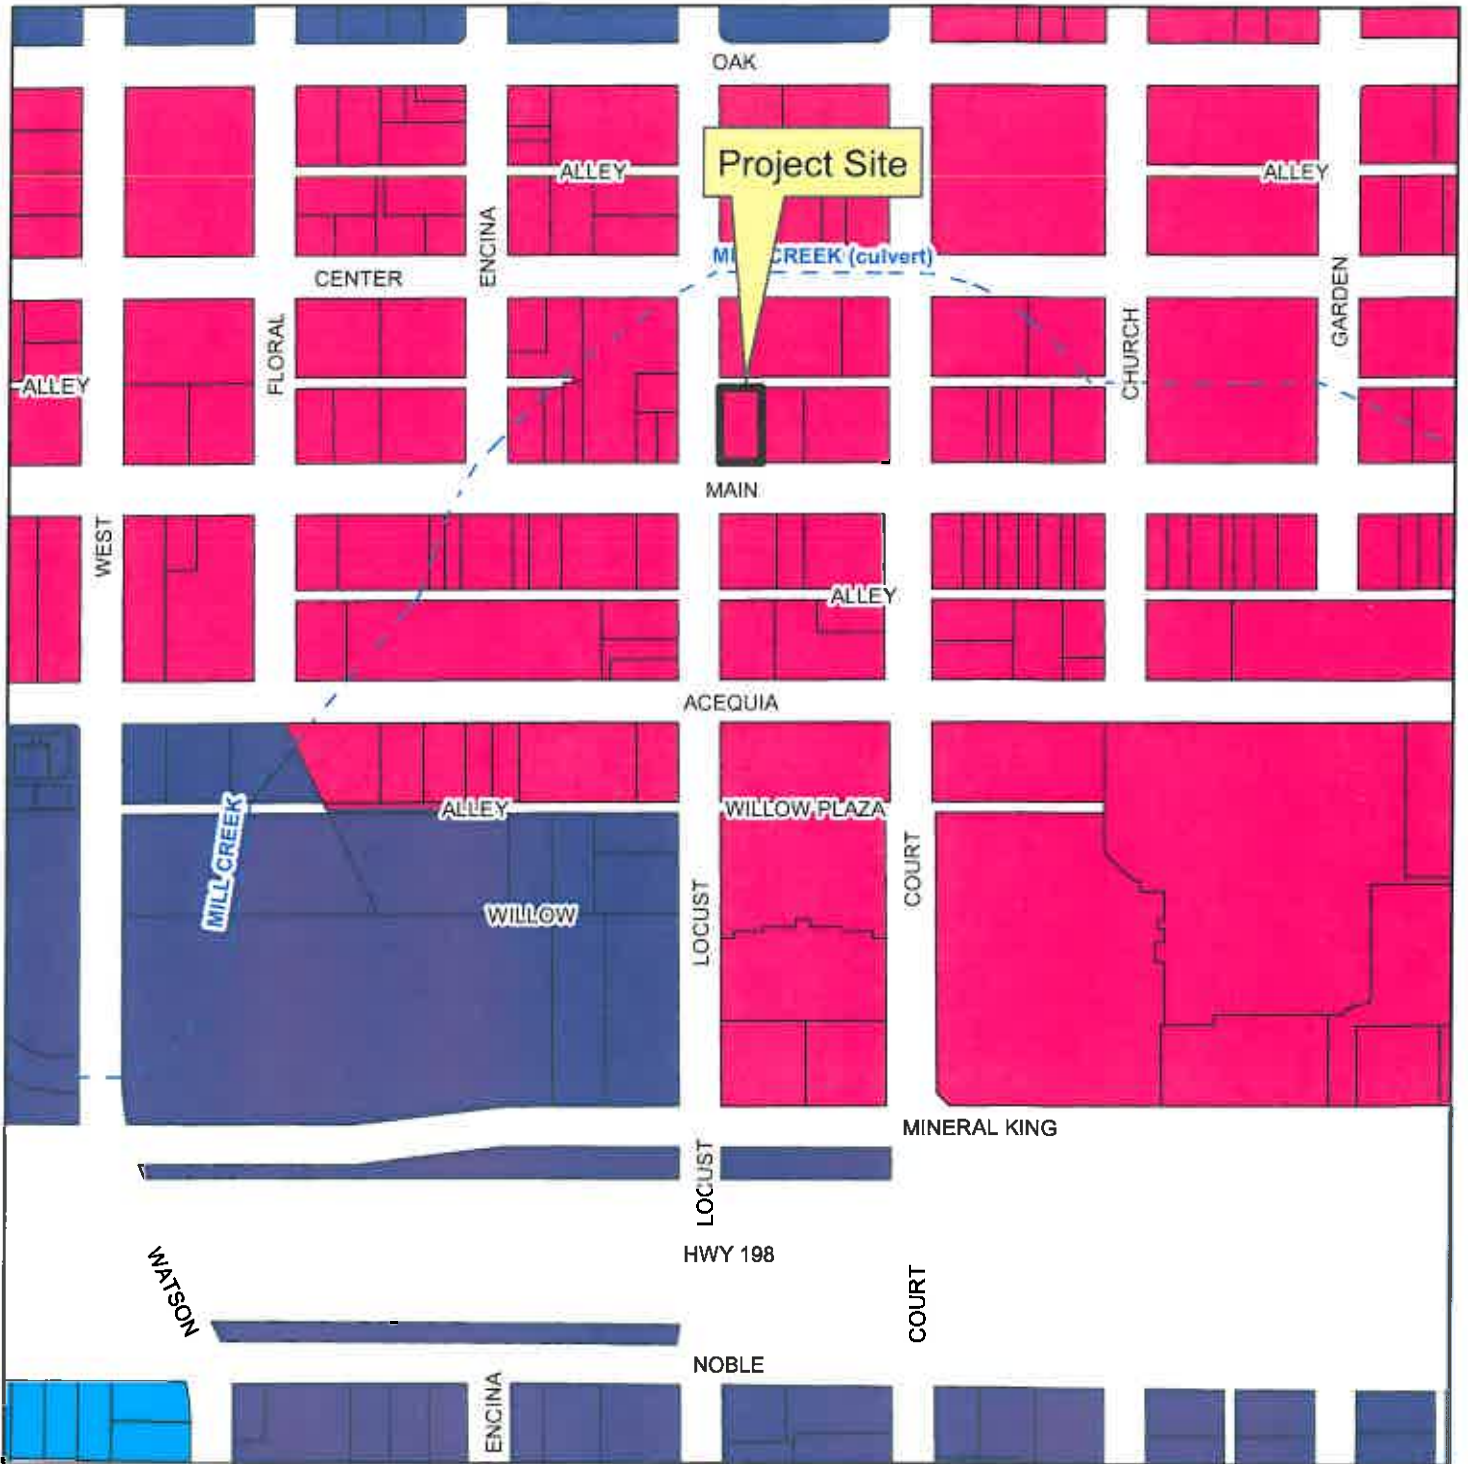 OAK
ALLEY
Project Site
ALLEY
ENCINA
MI CREEK (culvert)
CENTER
GARDEN
FLORAL
CHURCH
ALLEY
MAIN
WEST
ALLEY
ACEQUIA
MILL CREEK
ALLEY
WILLOW PLAZA
COURT
LOCUST
WILLOW
MINERAL KING
LOCUST
HWY 198
WATSON
COURT
NOBLE
ENCINA